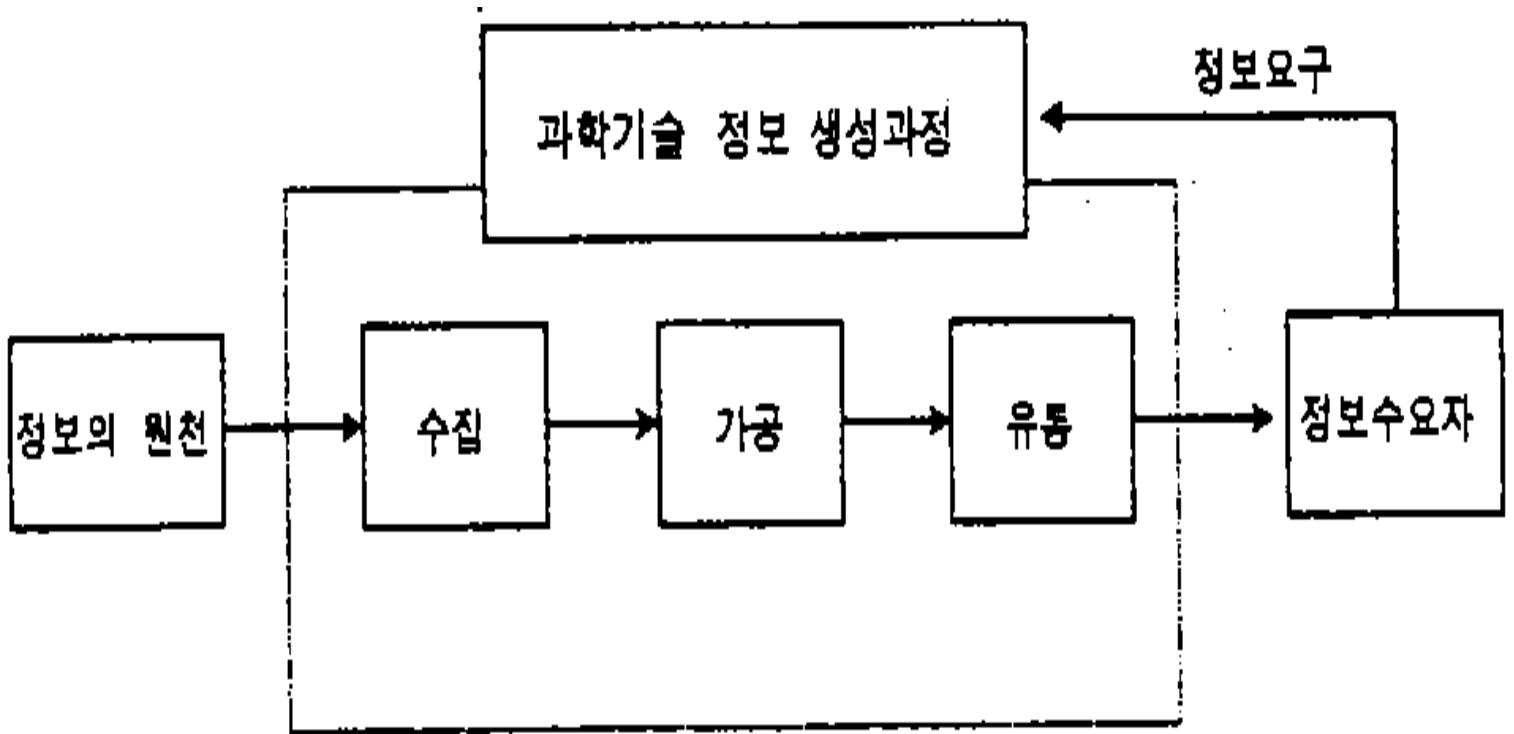 정보요구
과학기술 정보 생성과정
정보의 원천
수집
가공
유통
정보수요자